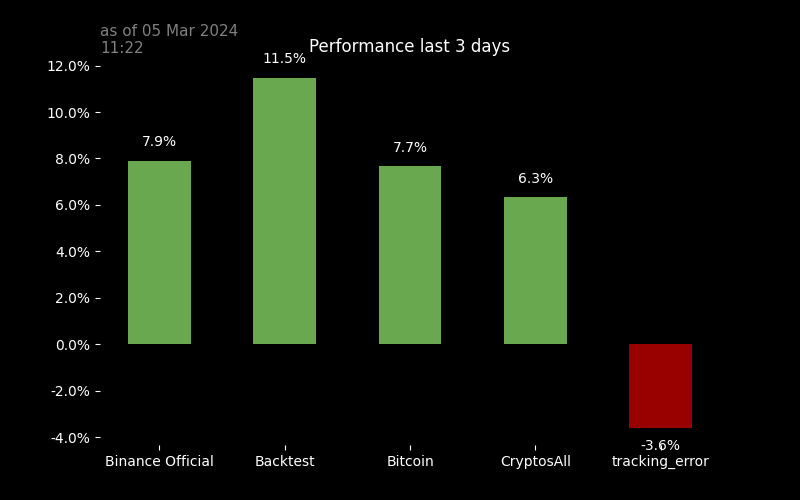 as of 05 Mar 2024
11:22
Performance last 3 days
12.0%
10.0%
8.0%
6.0%
4.0%
2.0%
0.0%
-2.0%
-4.0%
7.9%
11.5%
7.7%
6.3%
-3.6%
Binance Official
Backtest
Bitcoin
CryptosAll
tracking_error